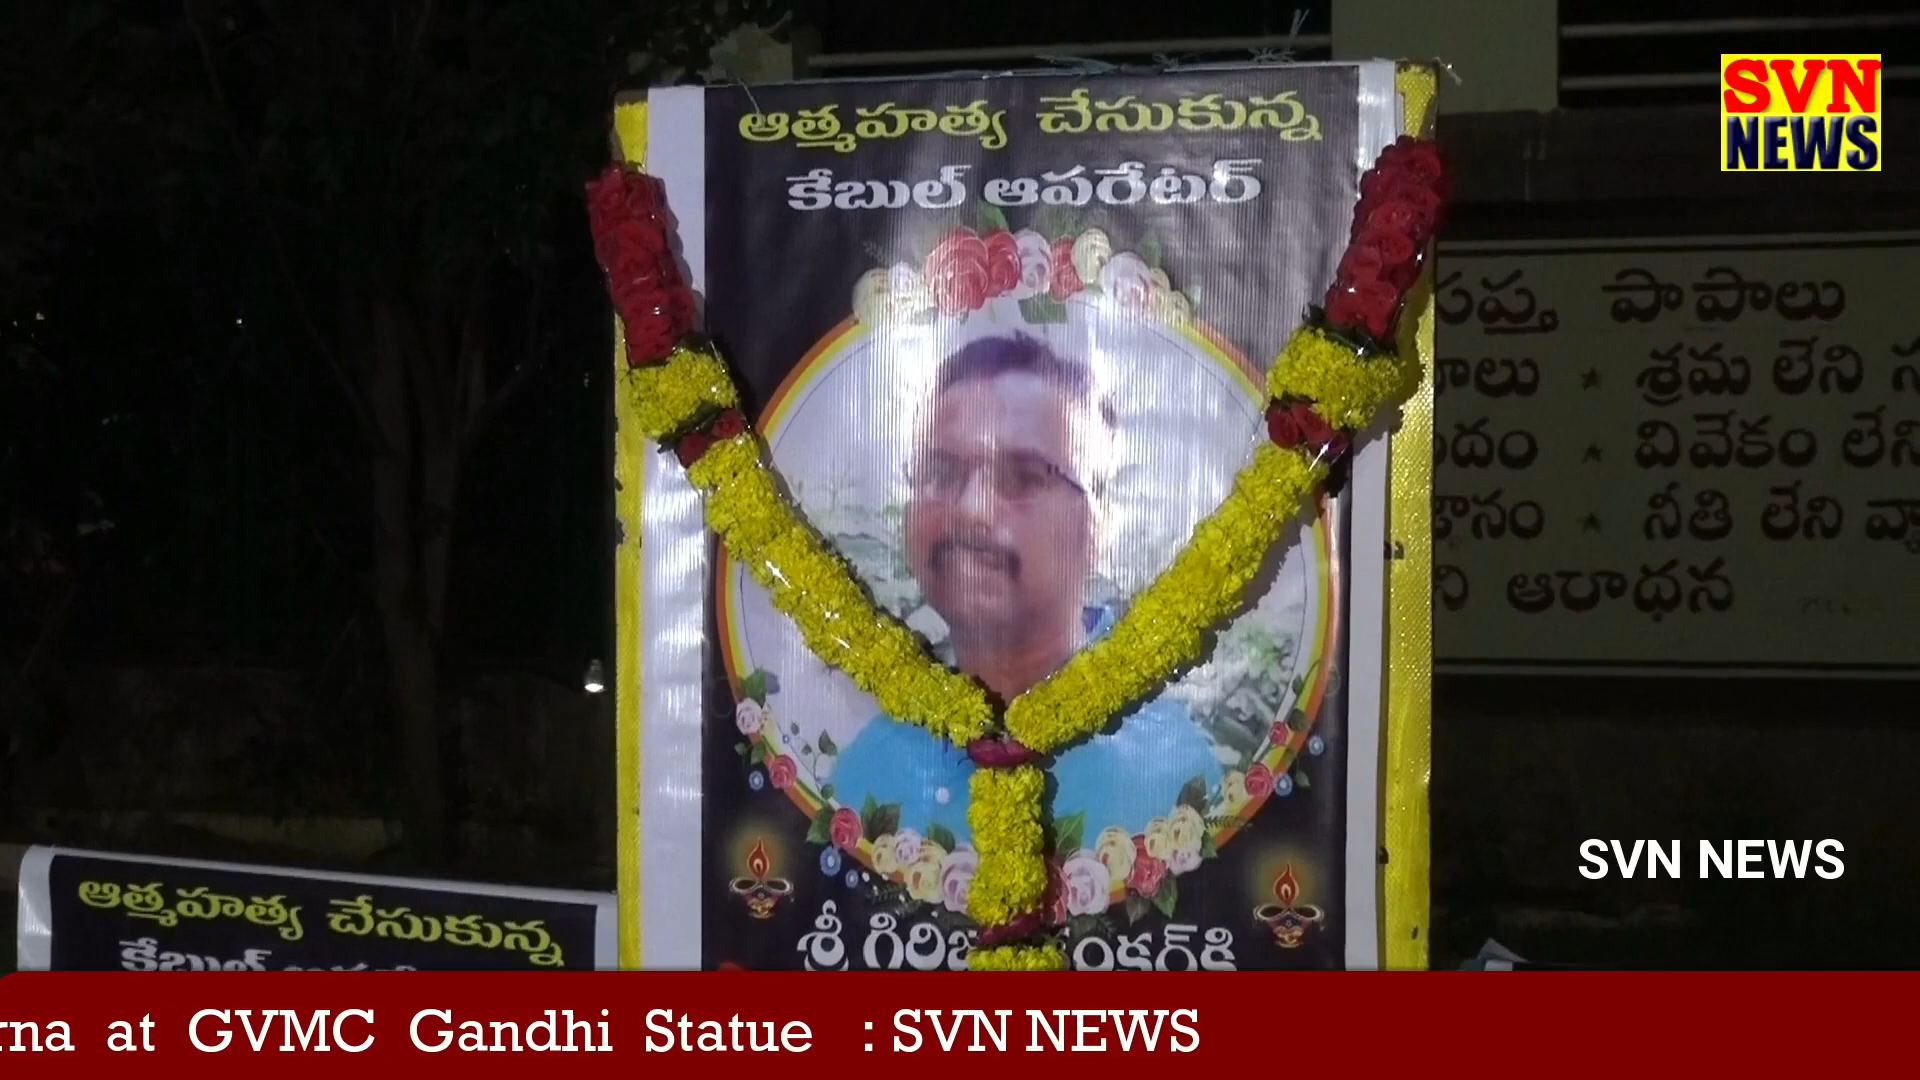 SVN
NEWS
ఆత్మహత్య చేసుకున్న
కేబుల్ ఆపరేటర్
సప్త పాపాలు
శ్రమ లేని
వివేకం లేని
నీతి లేని
ఆరాధన
SVN NEWS
ఆత్మహత్య చేసుకున్న
కేబుల్
శ్రీ
at GVMC Gandhi Statue : SVN NEWS